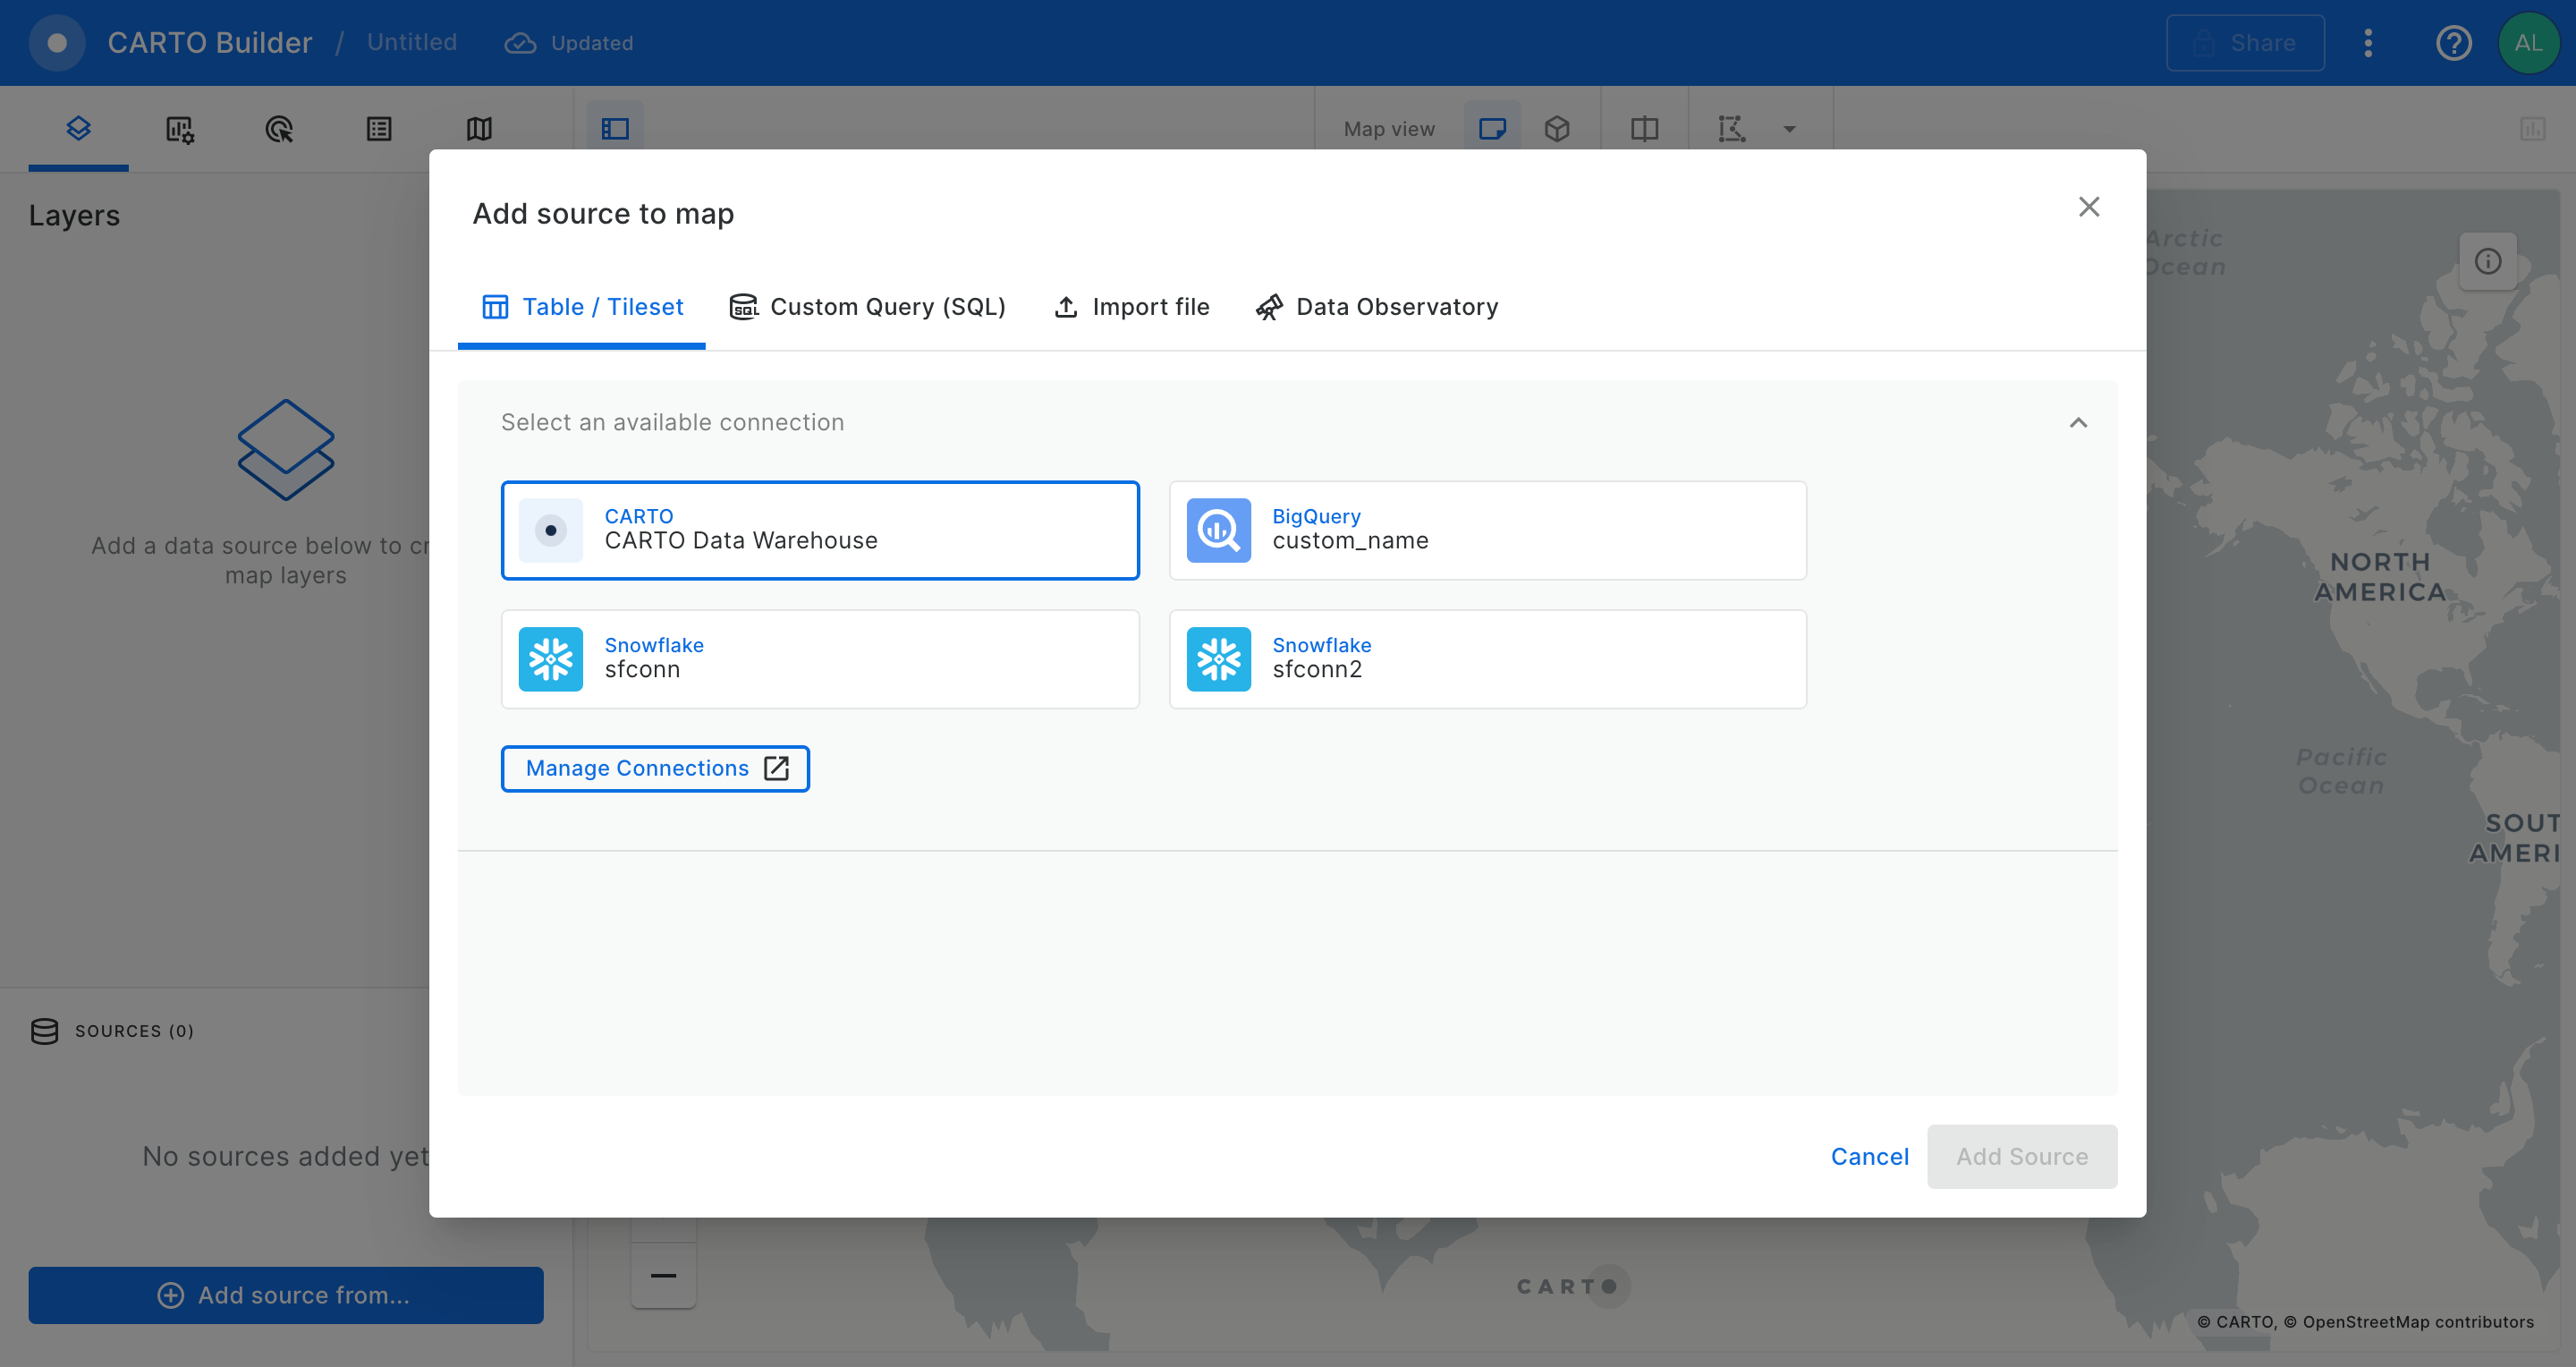 CARTO Builder / Untitled Updated Share AL
Map view
Layers
Add a data source below to cr
map layers
SOURCES (0)
No sources added yet
Add source from...
Add source to map
Table / Tileset
SQL
Custom Query (SQL)
Import file
Data Observatory
Select an available connection
CARTO
CARTO Data Warehouse
BigQuery
custom_name
Snowflake
sfconn
Snowflake
sfconn2
Manage Connections
Cancel
Add Source
Arctic
Ocean
NORTH
AMERICA
Pacific
Ocean
SOUT
AMERI
CARTO
© CARTO, © OpenStreetMap contributors